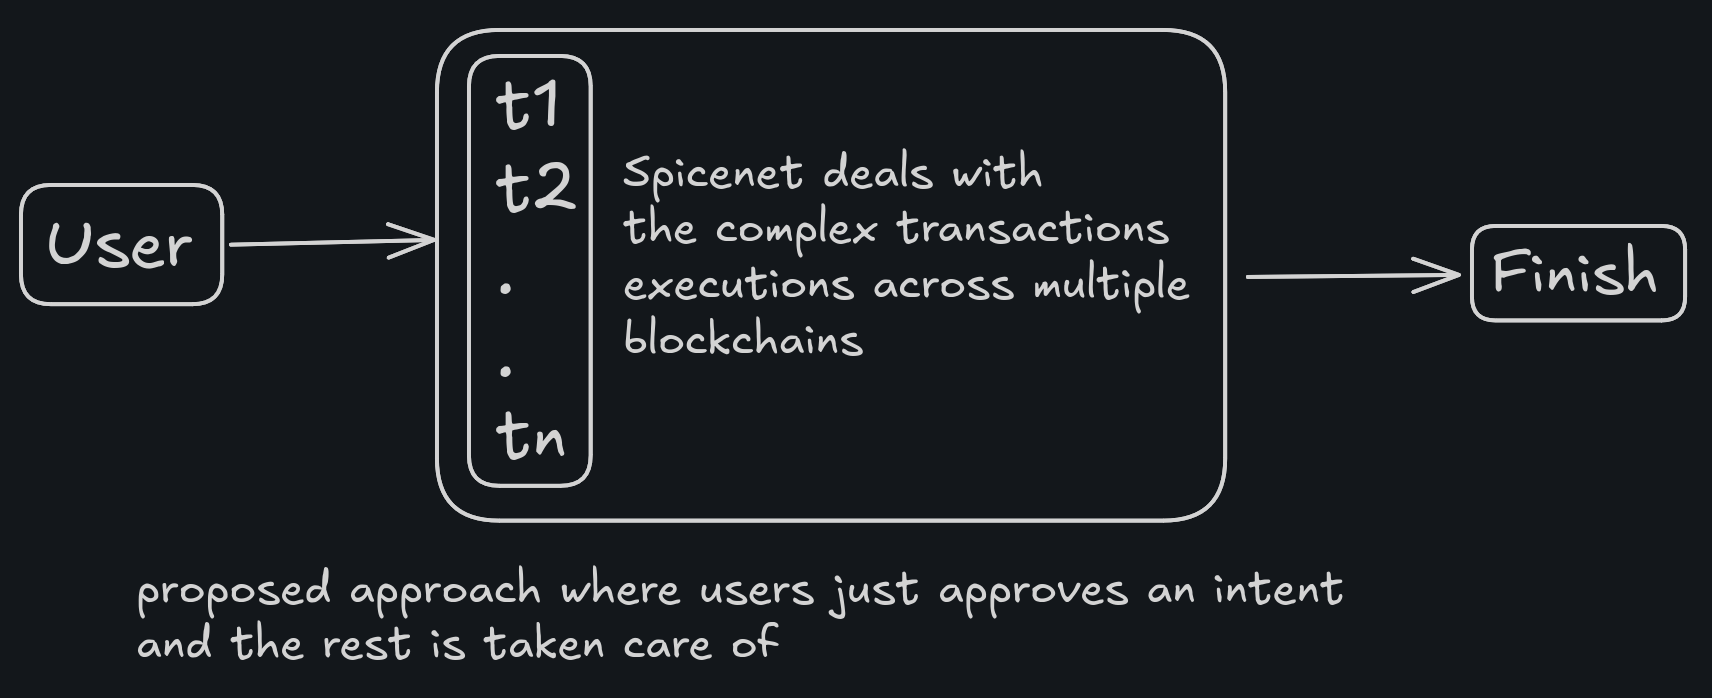 User
t1
t2
.
.
tn
Spicenet deals with
the complex transactions
executions across multiple
blockchains
Finish
proposed approach where users just approves an intent
and the rest is taken care of